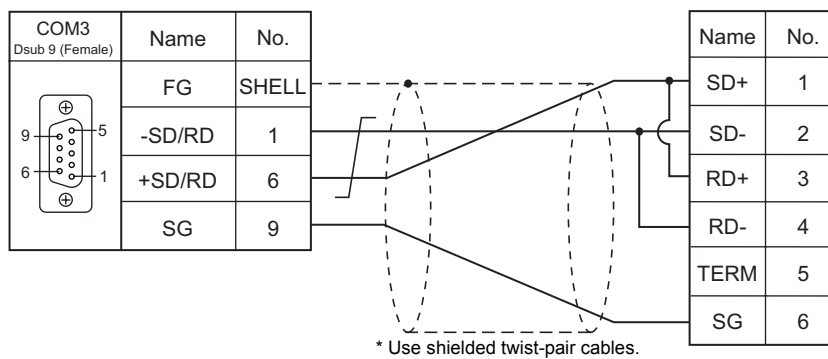 COM3
Dsub 9 (Female)
Name No.
FG SHELL
-SD/RD 1
+SD/RD 6
SG 9
9 5
6 1
Name No.
SD+ 1
SD- 2
RD+ 3
RD- 4
TERM 5
SG 6
* Use shielded twist-pair cables.